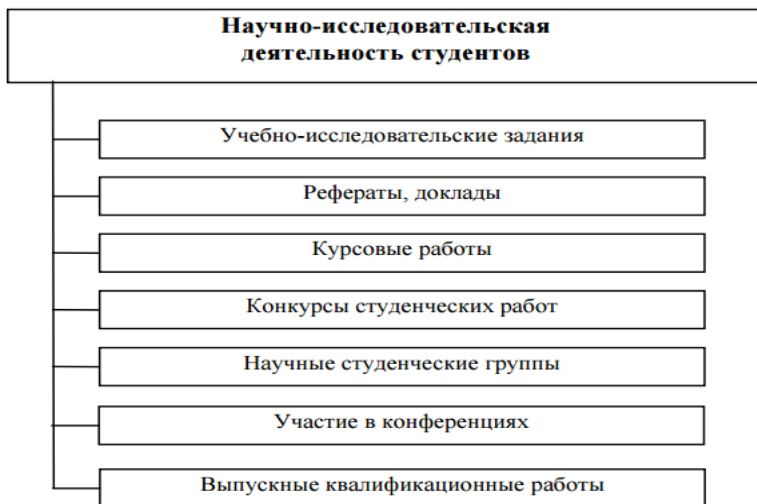 Научно-исследовательская
деятельность студентов
Учебно-исследовательские задания
Рефераты, доклады
Курсовые работы
Конкурсы студенческих работ
Научные студенческие группы
Участие в конференциях
Выпускные квалификационные работы